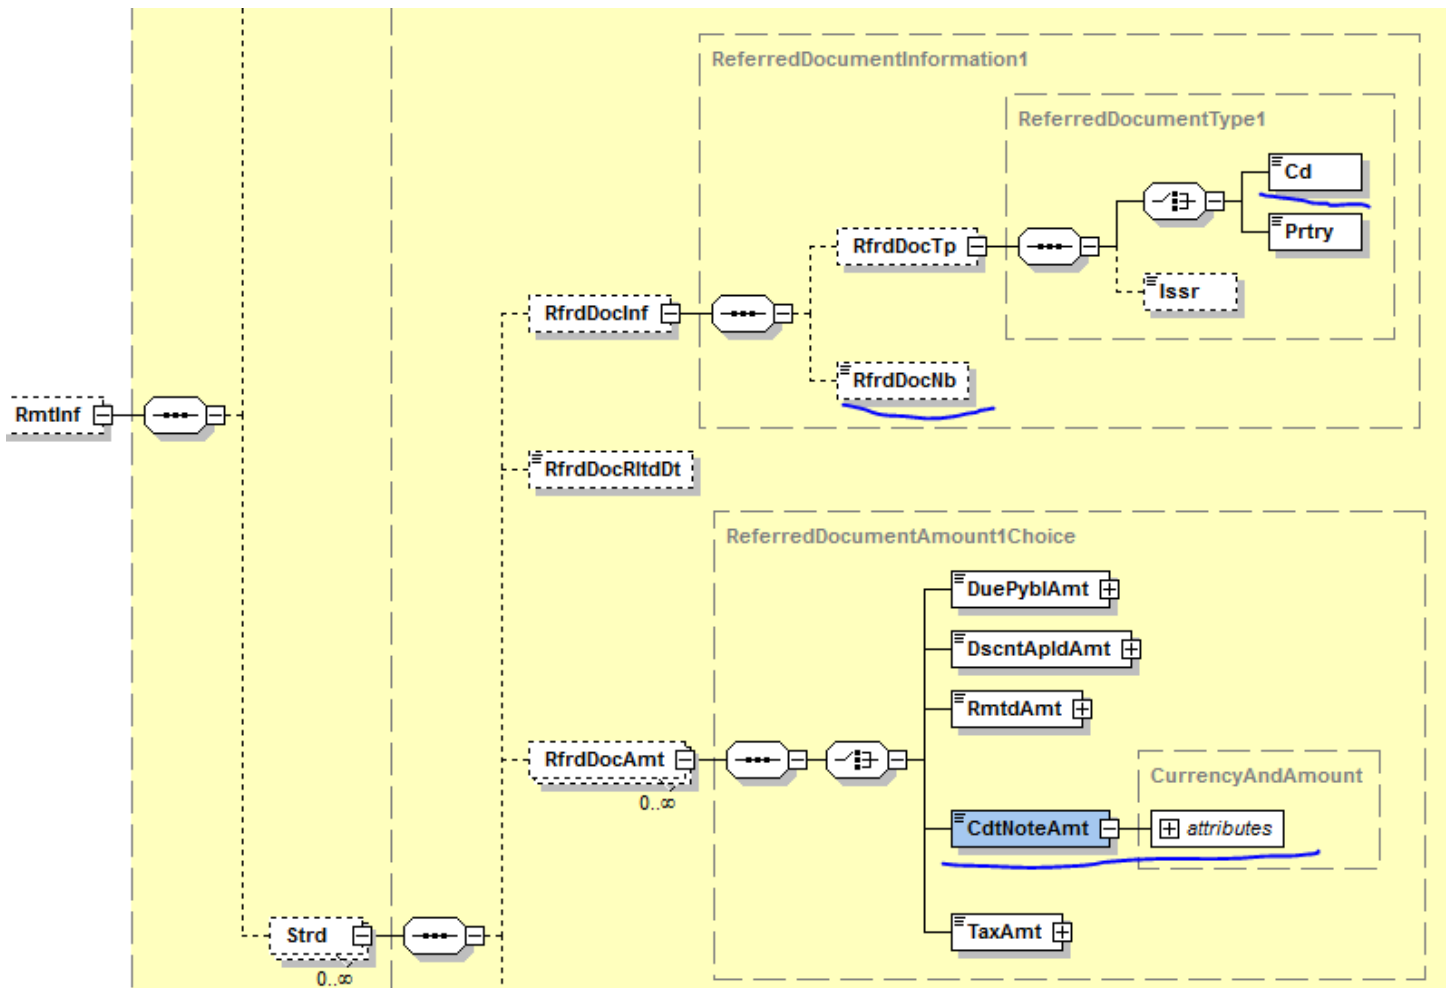 ReferredDocumentInformation1
ReferredDocumentType1
Cd
Prtry
RfrdDocTp
Issr
RfrdDocInf
RfrdDocNb
RmtInf
RfrdDocRltdDt
ReferredDocumentAmount1Choice
DuePyblAmt
DscntApldAmt
RmtdAmt
RfrdDocAmt
0..∞
CurrencyAndAmount
CdtNoteAmt
attributes
TaxAmt
Strd
0..∞